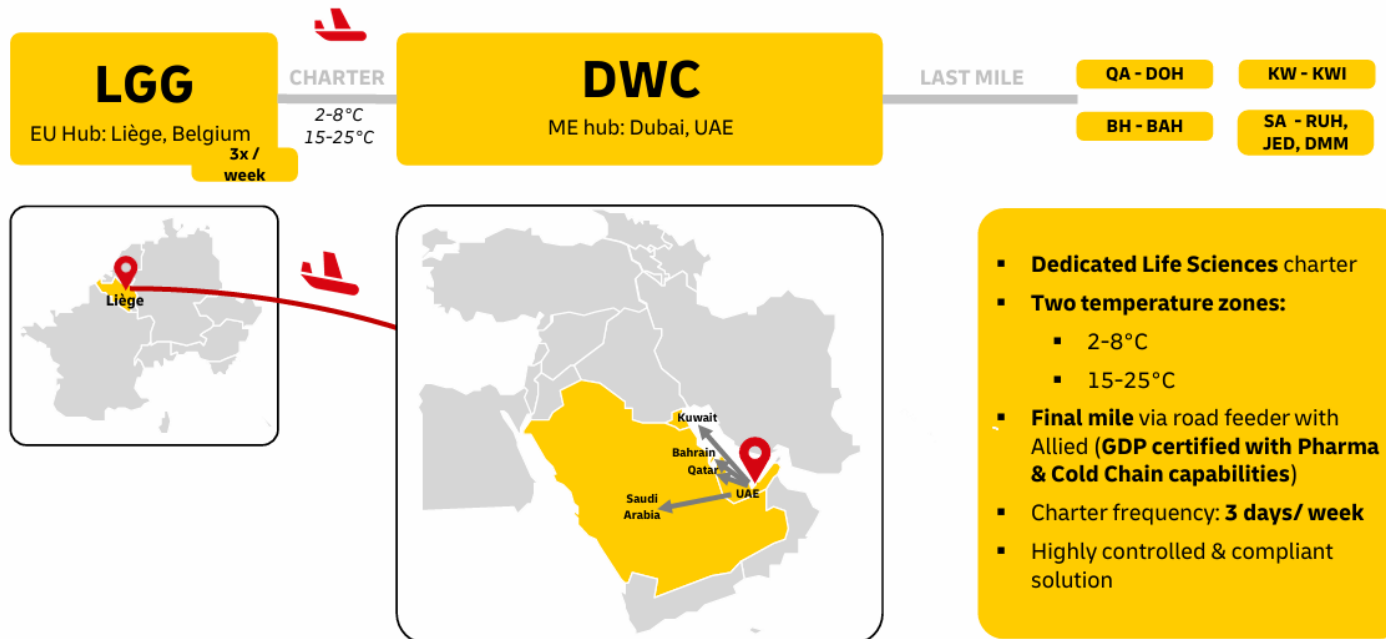 LGG
EU Hub: Liège, Belgium
3x /
week
CHARTER
2-8°C
15-25°C
DWC
ME hub: Dubai, UAE
LAST MILE
QA - DOH
KW - KWI
BH - BAH
SA - RUH,
JED, DMM
Liège
Kuwait
Bahrain
Qatar
UAE
Saudi
Arabia
▪ Dedicated Life Sciences charter
▪ Two temperature zones:
▪ 2-8°C
▪ 15-25°C
▪ Final mile via road feeder with
Allied (GDP certified with Pharma
& Cold Chain capabilities)
▪ Charter frequency: 3 days/ week
▪ Highly controlled & compliant
solution